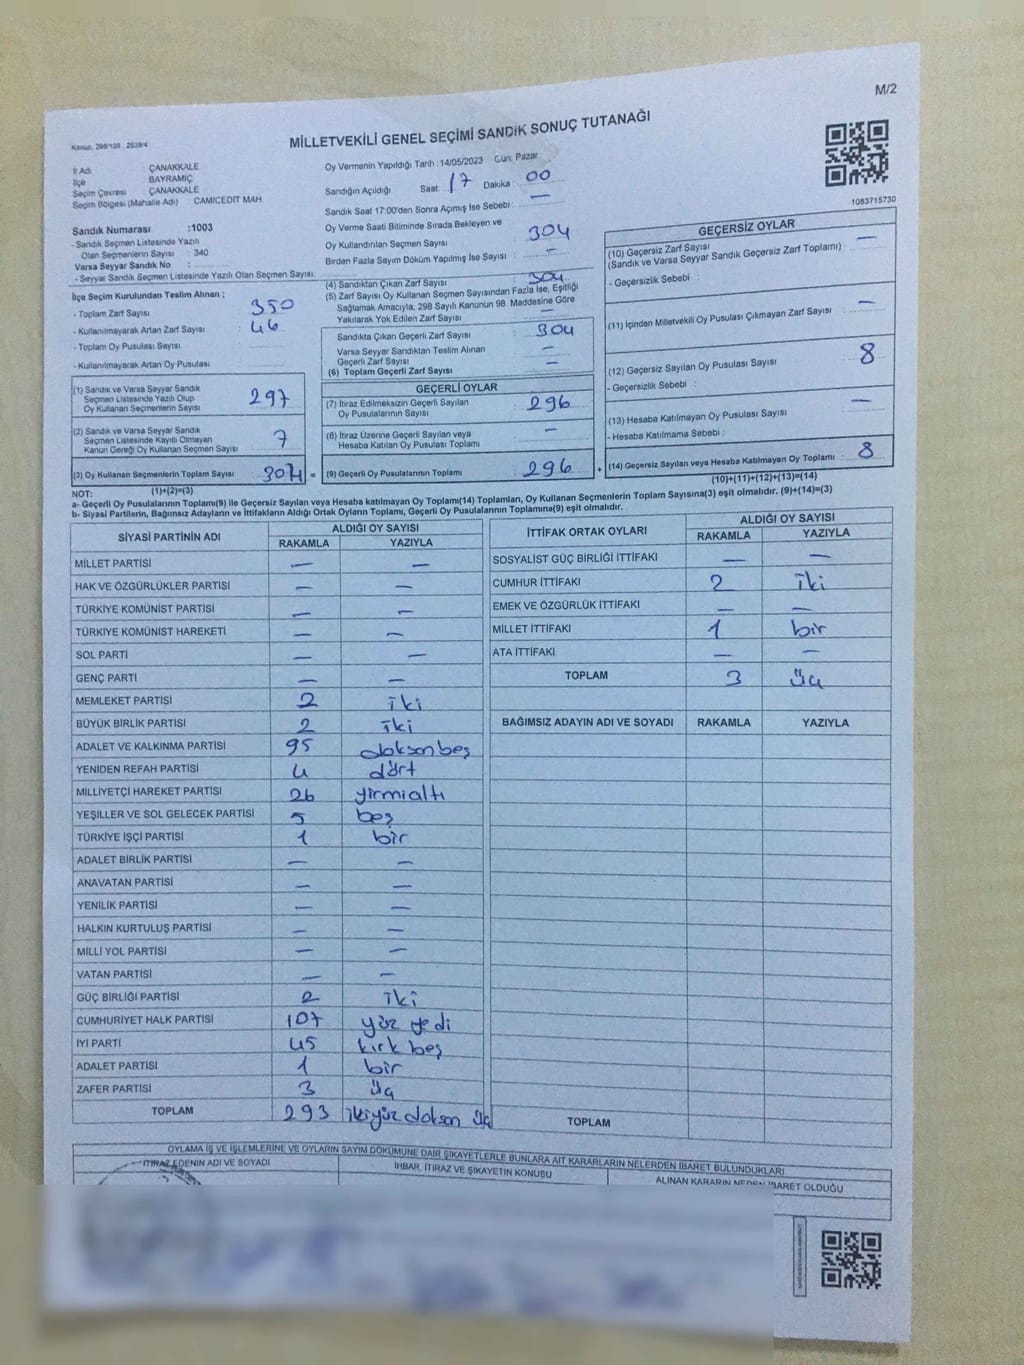 M/2
MİLLETVEKİLİ GENEL SEÇİMİ SANDIK SONUÇ TUTANAĞI
1083715730
İl Adı ÇANAKKALE
İlçe BAYRAMİÇ
Seçim Çevresi ÇANAKKALE
Seçim Bölgesi (Mahalle Adı) CAMİCEDİT MAH
Sandık Numarası :1003
- Sandık Seçmen Listesinde Yazılı
Olan Seçmenlerin Sayısı : 340
Varsa Seyyar Sandık No :
- Seyyar Sandık Seçmen Listesinde Yazılı Olan Seçmen Sayısı:
Oy Vermenin Yapıldığı Tarih : 14/05/2023 Gün: Pazar
Sandığın Açıldığı Saat : 17 Dakika : 00
Sandık Saat 17:00'den Sonra Açımış İse Sebebi : —
Oy Verme Saati Bitiminde Sırada Bekleyen ve
Oy Kullandırılan Seçmen Sayısı : 304
Birden Fazla Sayım Döküm Yapılmış İse Sayısı : —
İlçe Seçim Kurulundan Teslim Alınan ;
- Toplam Zarf Sayısı : 350
- Kullanılmayarak Artan Zarf Sayısı : 46
- Toplam Oy Pusulası Sayısı :
- Kullanılmayarak Artan Oy Pusulası :
(4) Sandıktan Çıkan Zarf Sayısı : 304
(5) Zarf Sayısı Oy Kullanan Seçmen Sayısından Fazla İse, Eşitliği
Sağlamak Amacıyla, 298 Sayılı Kanunun 98. Maddesine Göre
Yakılarak Yok Edilen Zarf Sayısı : —
Sandıkta Çıkan Geçerli Zarf Sayısı : 304
Varsa Seyyar Sandıktan Teslim Alınan
Geçerli Zarf Sayısı : —
(6) Toplam Geçerli Zarf Sayısı : —
(1) Sandık ve Varsa Seyyar Sandık
Seçmen Listesinde Yazılı Olup
Oy Kullanan Seçmenlerin Sayısı : 297
(2) Sandık ve Varsa Seyyar Sandık
Seçmen Listesinde Kayıtlı Olmayan
Kanun Gereği Oy Kullanan Seçmen Sayısı : 7
(3) Oy Kullanan Seçmenlerin Toplam Sayısı : 304 =
(1)+(2)=(3)
GEÇERLİ OYLAR
(7) İtiraz Edilmeksizin Geçerli Sayılan
Oy Pusulalarının Sayısı : 296
(8) İtiraz Üzerine Geçerli Sayılan veya
Hesaba Katılan Oy Pusulası Toplamı : —
(9) Geçerli Oy Pusulalarının Toplamı : 296 +
GEÇERSİZ OYLAR
(10) Geçersiz Zarf Sayısı : —
(Sandık ve Varsa Seyyar Sandık Geçersiz Zarf Toplamı)
- Geçersizlik Sebebi :
(11) İçinden Milletvekili Oy Pusulası Çıkmayan Zarf Sayısı : —
(12) Geçersiz Sayılan Oy Pusulası Sayısı : 8
- Geçersizlik Sebebi :
(13) Hesaba Katılmayan Oy Pusulası Sayısı : —
- Hesaba Katılmama Sebebi :
(14) Geçersiz Sayılan veya Hesaba Katılmayan Oy Toplamı : 8
(10)+(11)+(12)+(13)=(14)
NOT:
a- Geçerli Oy Pusulalarının Toplamı(9) ile Geçersiz Sayılan veya Hesaba katılmayan Oy Toplamı(14) Toplamları, Oy Kullanan Seçmenlerin Toplam Sayısına(3) eşit olmalıdır. (9)+(14)=(3)
b- Siyasi Partilerin, Bağımsız Adayların ve İttifakların Aldığı Ortak Oyların Toplamı, Geçerli Oy Pusulalarının Toplamına(9) eşit olmalıdır.
SİYASİ PARTİNİN ADI ALDIĞI OY SAYISI
RAKAMLA YAZIYLA
MİLLET PARTİSİ — —
HAK VE ÖZGÜRLÜKLER PARTİSİ — —
TÜRKİYE KOMÜNİST PARTİSİ — —
TÜRKİYE KOMÜNİST HAREKETİ — —
SOL PARTİ — —
GENÇ PARTİ — —
MEMLEKET PARTİSİ 2 iki
BÜYÜK BİRLİK PARTİSİ 2 iki
ADALET VE KALKINMA PARTİSİ 95 doksan beş
YENİDEN REFAH PARTİSİ 4 dört
MİLLİYETÇİ HAREKET PARTİSİ 26 yirmialtı
YEŞİLLER VE SOL GELECEK PARTİSİ 5 beş
TÜRKİYE İŞÇİ PARTİSİ 1 bir
ADALET BİRLİK PARTİSİ — —
ANAVATAN PARTİSİ — —
YENİLİK PARTİSİ — —
HALKIN KURTULUŞ PARTİSİ — —
MİLLİ YOL PARTİSİ — —
VATAN PARTİSİ — —
GÜÇ BİRLİĞİ PARTİSİ 2 iki
CUMHURİYET HALK PARTİSİ 107 yüz yedi
İYİ PARTİ 45 kırk beş
ADALET PARTİSİ 1 bir
ZAFER PARTİSİ 3 üç
TOPLAM 293 ikiyüz doksan üç
İTTİFAK ORTAK OYLARI ALDIĞI OY SAYISI
RAKAMLA YAZIYLA
SOSYALİST GÜÇ BİRLİĞİ İTTİFAKI — —
CUMHUR İTTİFAKI 2 iki
EMEK VE ÖZGÜRLÜK İTTİFAKI — —
MİLLET İTTİFAKI 1 bir
ATA İTTİFAKI — —
TOPLAM 3 üç
BAĞIMSIZ ADAYIN ADI VE SOYADI RAKAMLA YAZIYLA
TOPLAM
OYLAMA İŞ VE İŞLEMLERİNE VE OYLARIN SAYIM DÖKÜMÜNE DAİR ŞİKAYETLERLE BUNLARA AİT KARARLARIN NELERDEN İBARET BULUNDUKLARI
İTİRAZ EDENİN ADI VE SOYADI İHBAR, İTİRAZ VE ŞİKAYETİN KONUSU ALINAN KARARIN NEDEN İBARET OLDUĞU